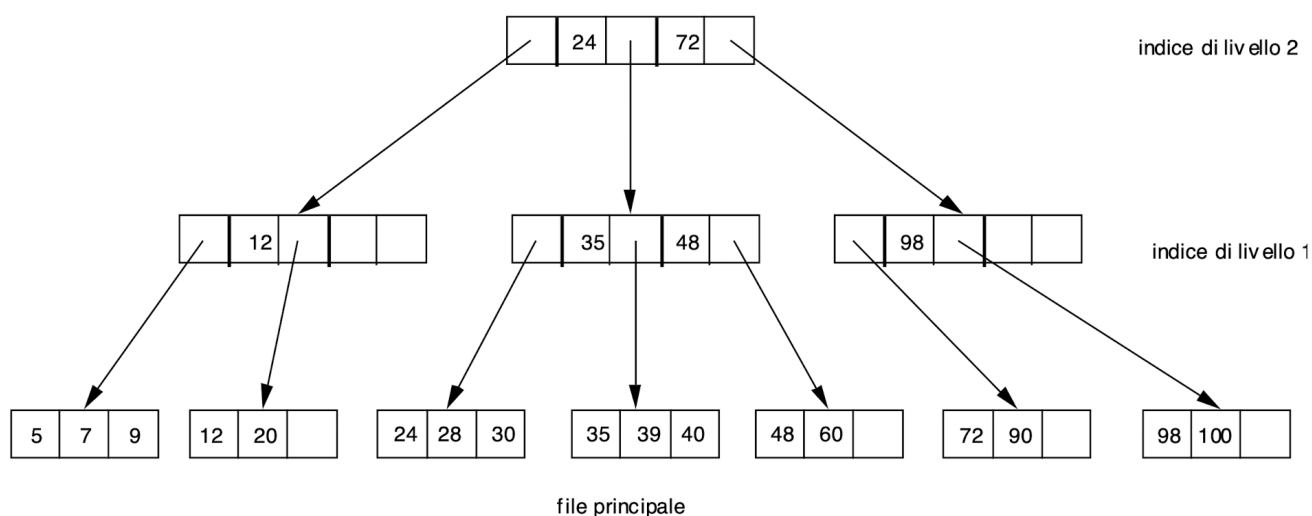 24 72 indice di livello 2
12 35 48 98 indice di livello 1
5 7 9 12 20 24 28 30 35 39 40 48 60 72 90 98 100
file principale